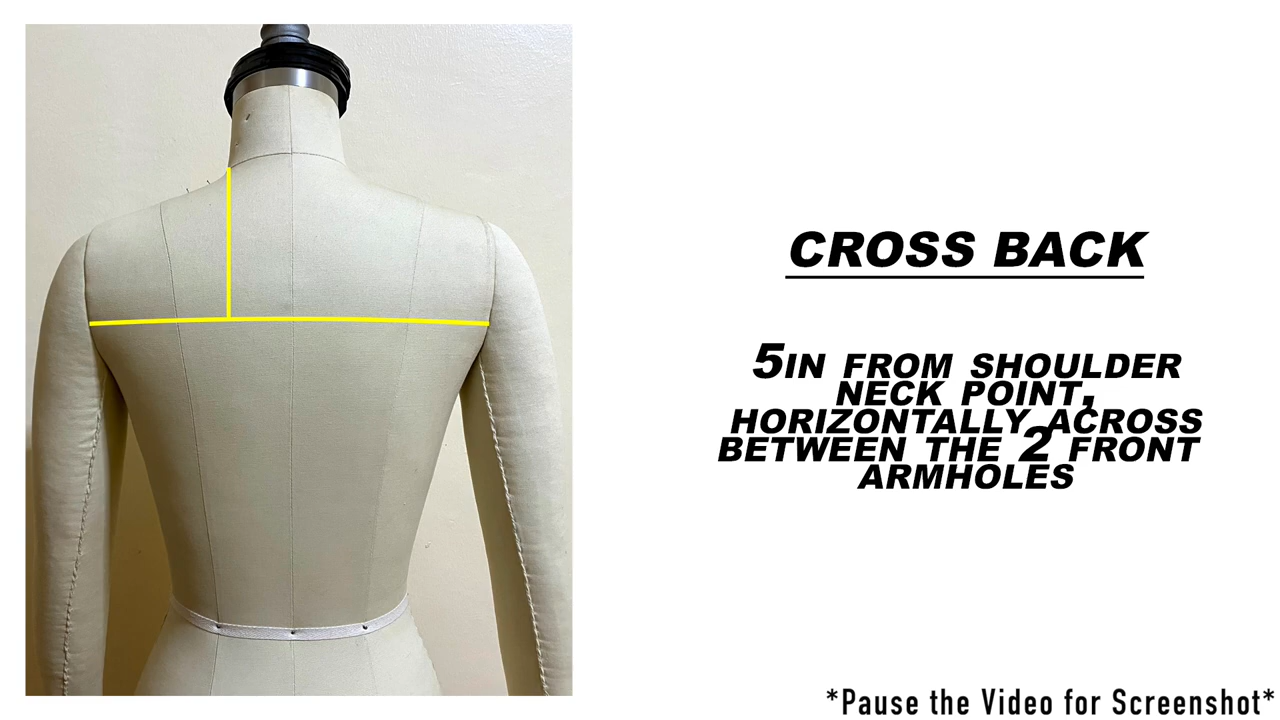 CROSS BACK
5IN FROM SHOULDER
NECK POINT,
HORIZONTALLY ACROSS
BETWEEN THE 2 FRONT
ARMHOLES
*Pause the Video for Screenshot*